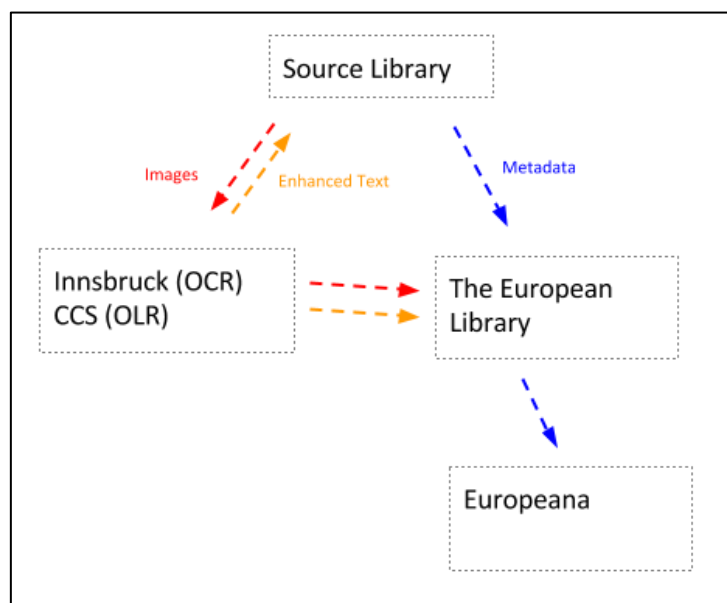 Source Library
Images
Enhanced Text
Metadata
Innsbruck (OCR)
CCS (OLR)
The European
Library
Europeana